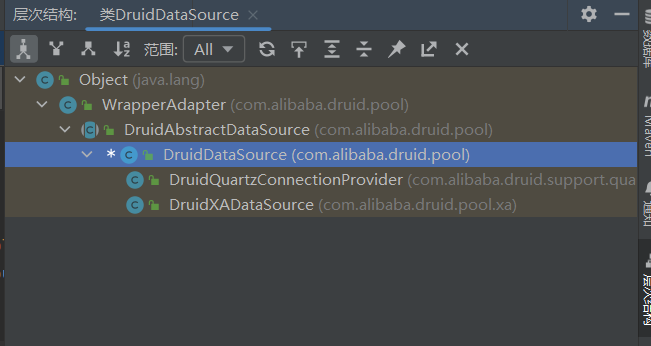 层次结构: 类DruidDataSource
范围: All
Object (java.lang)
WrapperAdapter (com.alibaba.druid.pool)
DruidAbstractDataSource (com.alibaba.druid.pool)
* DruidDataSource (com.alibaba.druid.pool)
DruidQuartzConnectionProvider (com.alibaba.druid.support.qua
DruidXADataSource (com.alibaba.druid.pool.xa)
数据库
Maven
通知
层次结构